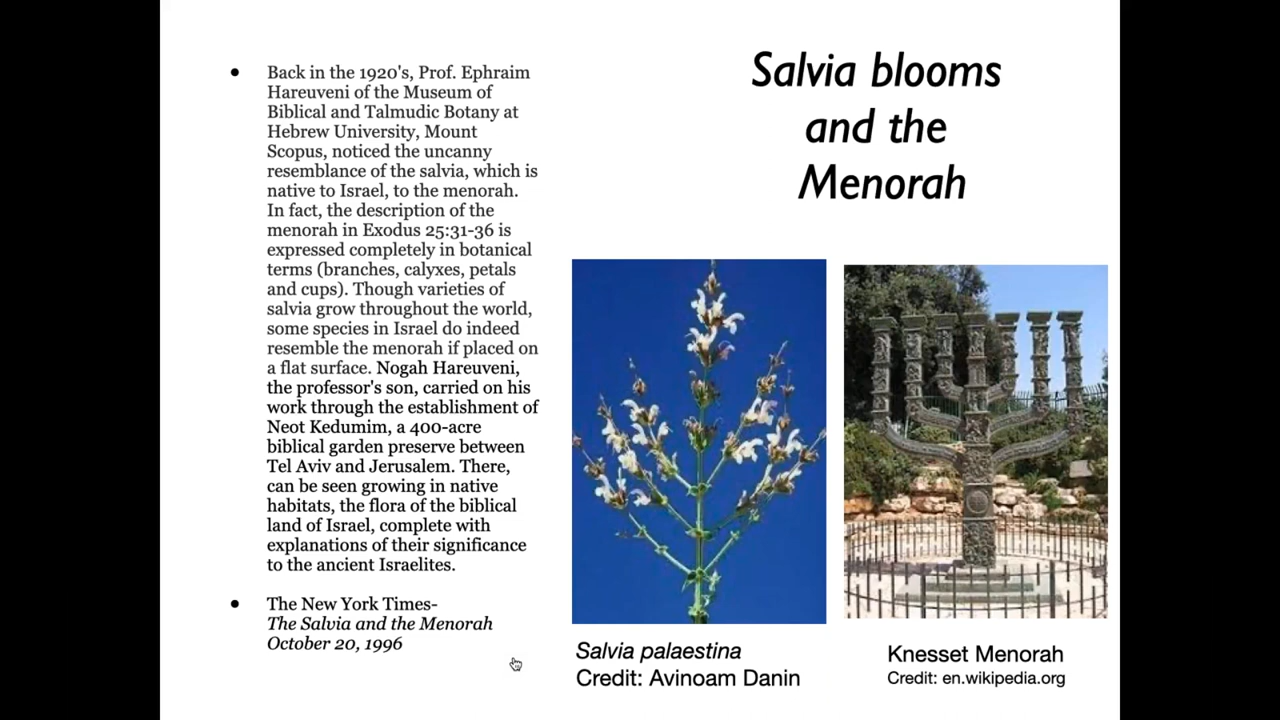 Salvia blooms
and the
Menorah
• Back in the 1920's, Prof. Ephraim
Hareuveni of the Museum of
Biblical and Talmudic Botany at
Hebrew University, Mount
Scopus, noticed the uncanny
resemblance of the salvia, which is
native to Israel, to the menorah.
In fact, the description of the
menorah in Exodus 25:31-36 is
expressed completely in botanical
terms (branches, calyxes, petals
and cups). Though varieties of
salvia grow throughout the world,
some species in Israel do indeed
resemble the menorah if placed on
a flat surface. Nogah Hareuveni,
the professor's son, carried on his
work through the establishment of
Neot Kedumim, a 400-acre
biblical garden preserve between
Tel Aviv and Jerusalem. There,
can be seen growing in native
habitats, the flora of the biblical
land of Israel, complete with
explanations of their significance
to the ancient Israelites.
• The New York Times-
The Salvia and the Menorah
October 20, 1996
Salvia palaestina
Credit: Avinoam Danin
Knesset Menorah
Credit: en.wikipedia.org